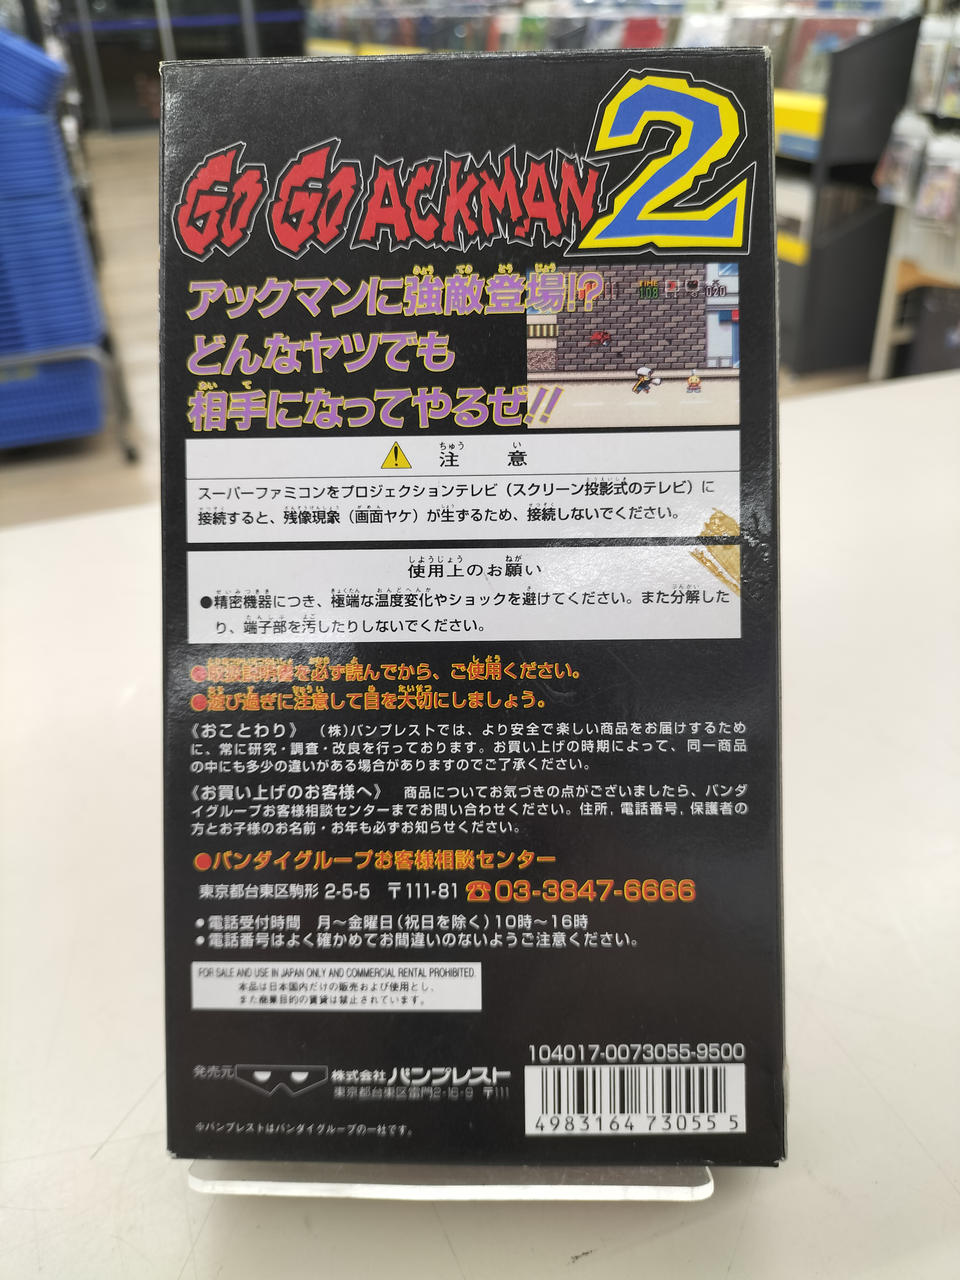 GO GO ACKMAN 2
アックマンに強敵登場!?
どんなヤツでも
相手になってやるぜ!!
TIME
108
020
注 意
スーパーファミコンをプロジェクションテレビ(スクリーン投影式のテレビ)に
接続すると、残像現象(画面ヤケ)が生ずるため、接続しないでください。
使用上のお願い
●精密機器につき、極端な温度変化やショックを避けてください。また分解した
り、端子部を汚したりしないでください。
●取扱説明書を必ず読んでから、ご使用ください。
●遊び過ぎに注意して目を大切にしましょう。
《おことわり》 (株)バンプレストでは、より安全で楽しい商品をお届けするため
に、常に研究・調査・改良を行っております。お買い上げの時期によって、同一商品
の中にも多少の違いがある場合がありますのでご了承ください。
《お買い上げのお客様へ》 商品についてお気づきの点がございましたら、バンダ
イグループお客様相談センターまでお問い合わせください。住所,電話番号,保護者の
方とお子様のお名前・お年も必ずお知らせください。
●バンダイグループお客様相談センター
東京都台東区駒形 2-5-5 〒111-81 ☎03-3847-6666
●電話受付時間 月〜金曜日(祝日を除く)10時〜16時
●電話番号はよく確かめてお間違いのないようご注意ください。
FOR SALE AND USE IN JAPAN ONLY AND COMMERCIAL RENTAL PROHIBITED.
本品は日本国内だけの販売および使用とし、
また商業目的の賃貸は禁止されています。
104017-0073055-9500
発売元 株式会社バンプレスト
東京都台東区雷門2-16-9 〒111
4983164 73055 5
※バンプレストはバンダイグループの一社です。